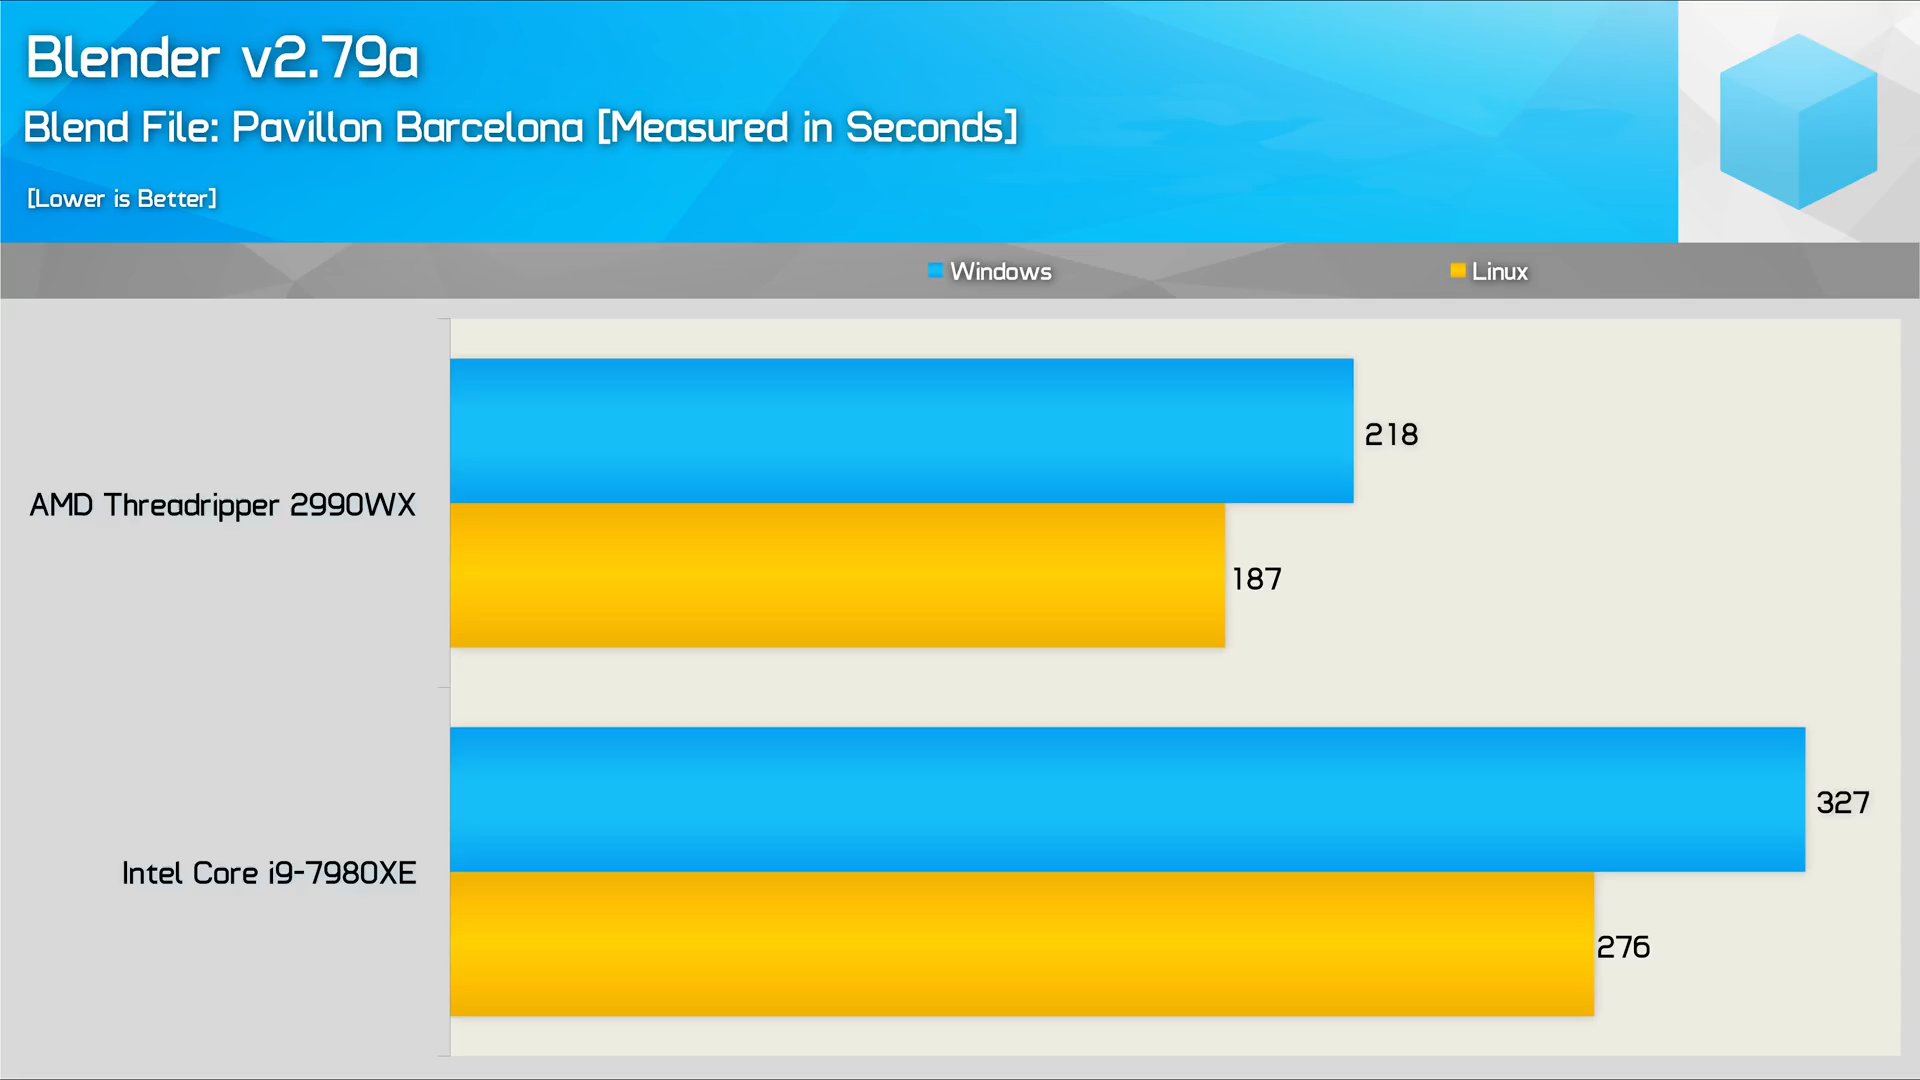 Blender v2.79a
Blend File: Pavillon Barcelona [Measured in Seconds]
[Lower is Better]
Windows Linux
218
AMD Threadripper 2990WX
187
327
Intel Core i9-7980XE
276